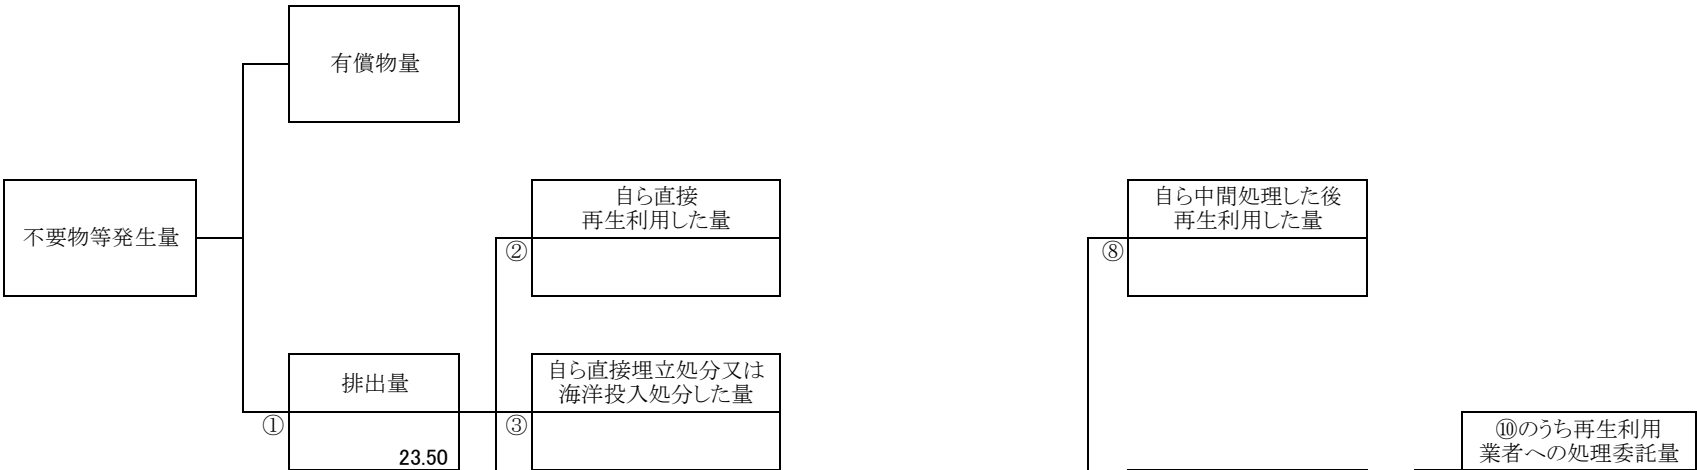 有償物量
不要物等発生量
自ら直接
再生利用した量
②
自ら中間処理した後
再生利用した量
⑧
排出量
①
23.50
自ら直接埋立処分又は
海洋投入処分した量
③
⑩のうち再生利用
業者への処理委託量